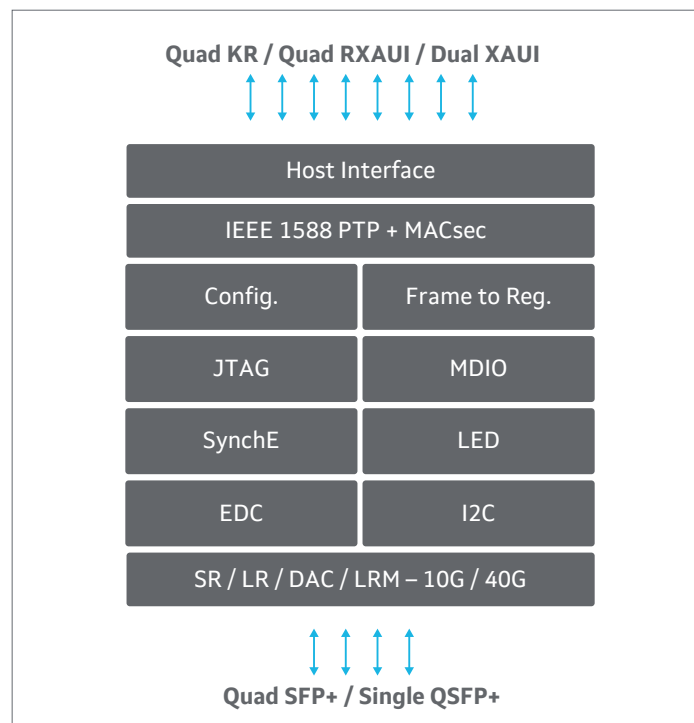 Quad KR / Quad RXAUI / Dual XAUI
Host Interface
IEEE 1588 PTP + MACsec
Config.
Frame to Reg.
JTAG
MDIO
SynchE
LED
EDC
I2C
SR / LR / DAC / LRM – 10G / 40G
Quad SFP+ / Single QSFP+